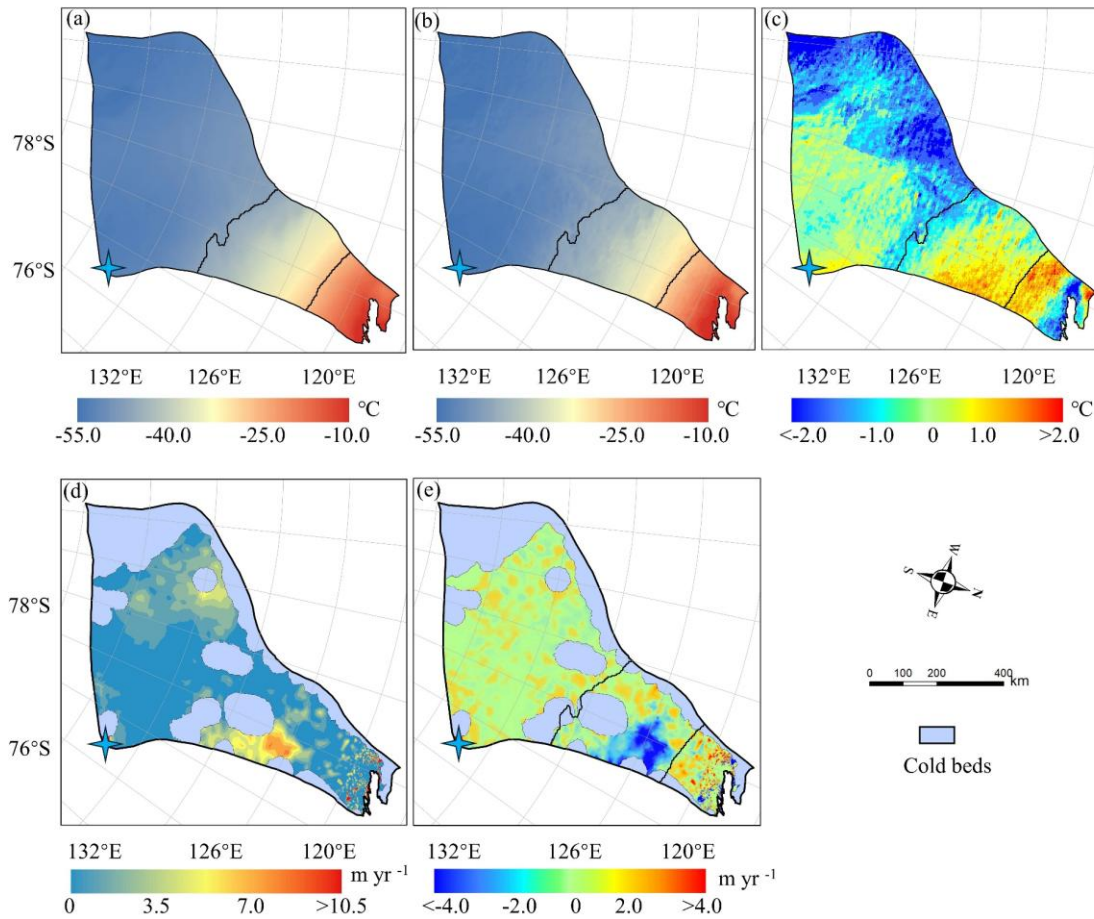 (a) (b) (c)
78°S
76°S
132°E 126°E 120°E 132°E 126°E 120°E 132°E 126°E 120°E
°C °C °C
-55.0 -40.0 -25.0 -10.0 -55.0 -40.0 -25.0 -10.0 <-2.0 -1.0 0 1.0 >2.0
(d) (e)
W
S
N
E
78°S
0 100 200 400
km
76°S
Cold beds
132°E 126°E 120°E 132°E 126°E 120°E
m yr -1 m yr -1
0 3.5 7.0 >10.5 <-4.0 -2.0 0 2.0 >4.0